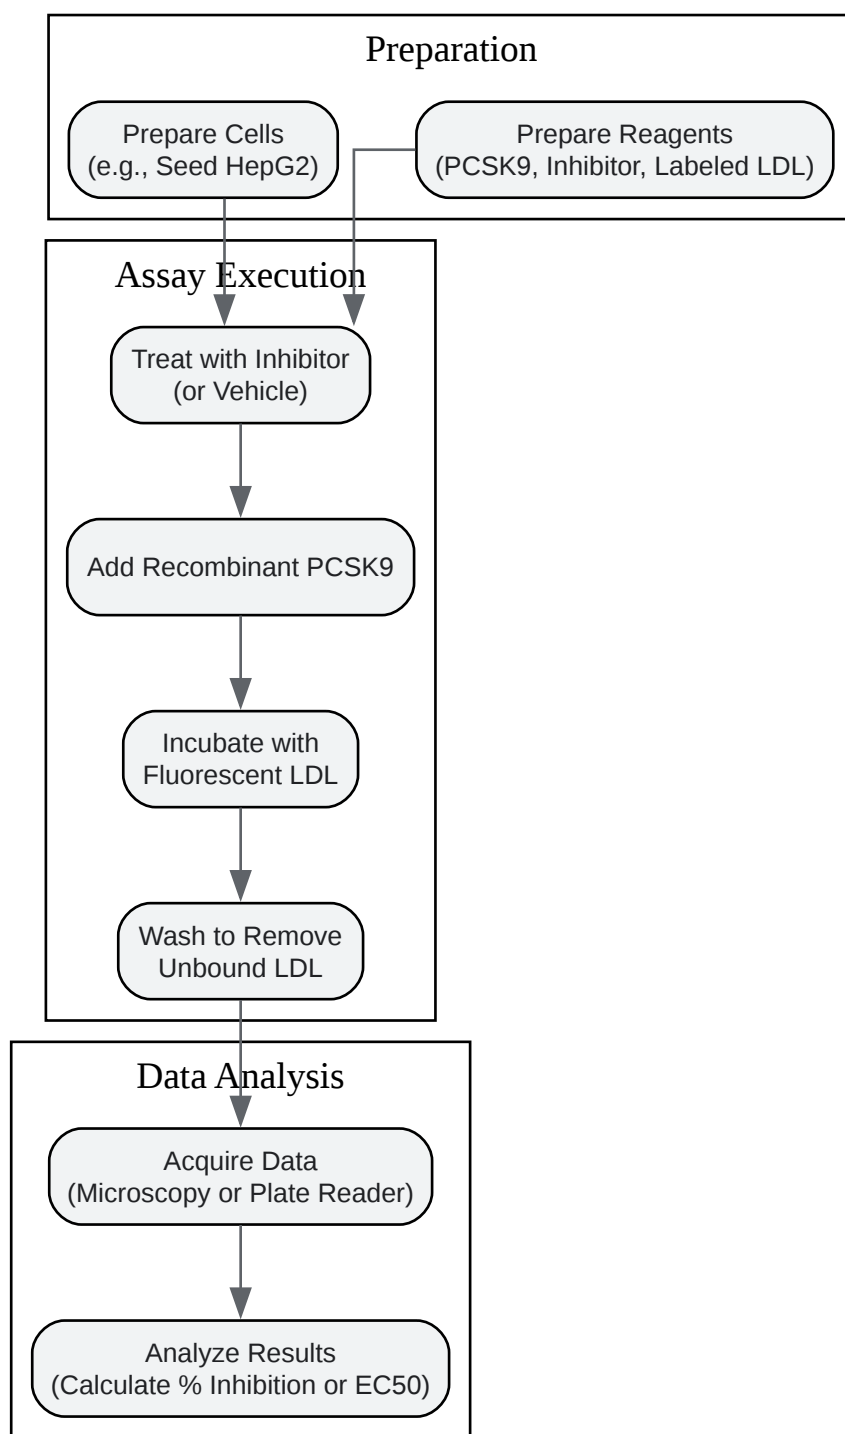 Preparation
Prepare Cells
(e.g., Seed HepG2)
Prepare Reagents
(PCSK9, Inhibitor, Labeled LDL)
Assay Execution
Treat with Inhibitor
(or Vehicle)
Add Recombinant PCSK9
Incubate with
Fluorescent LDL
Wash to Remove
Unbound LDL
Data Analysis
Acquire Data
(Microscopy or Plate Reader)
Analyze Results
(Calculate % Inhibition or EC50)